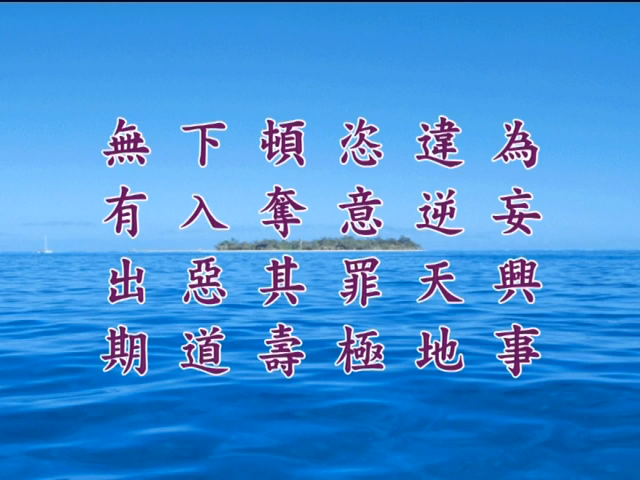 為妄興事
違逆天地
恣意罪極
頓奪其壽
下入惡道
無有出期